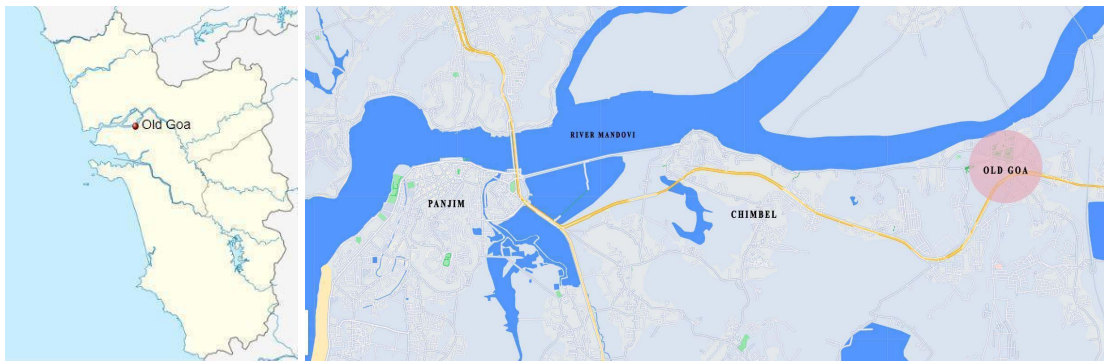 Old Goa
RIVER MANDOVI
OLD GOA
PANJIM
CHIMBEL